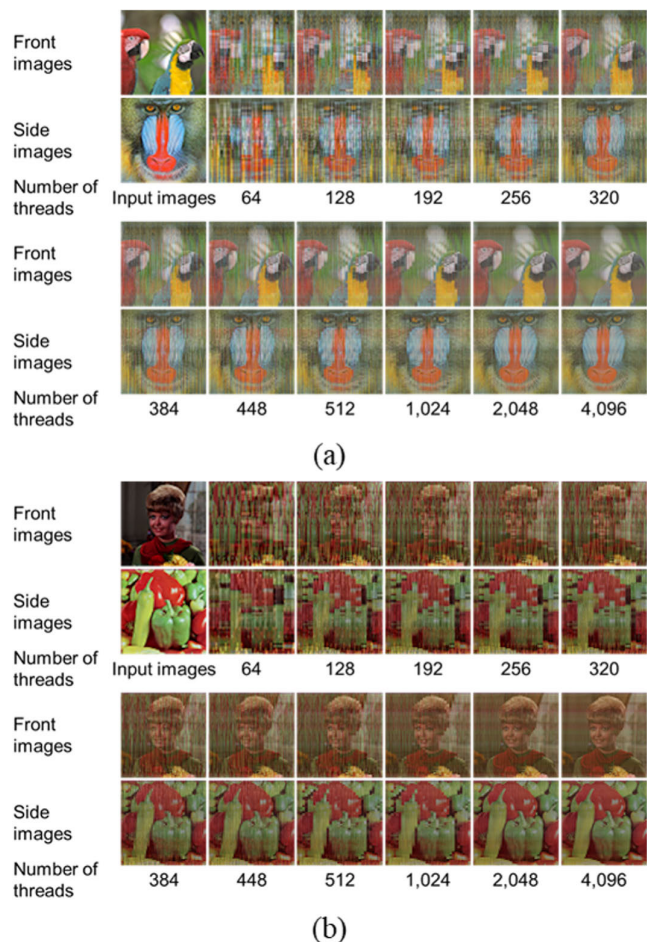 Front
images
Side
images
Number of
threads
Input images 64 128 192 256 320
Front
images
Side
images
Number of
threads
384 448 512 1,024 2,048 4,096
(a)
Front
images
Side
images
Number of
threads
Input images 64 128 192 256 320
Front
images
Side
images
Number of
threads
384 448 512 1,024 2,048 4,096
(b)